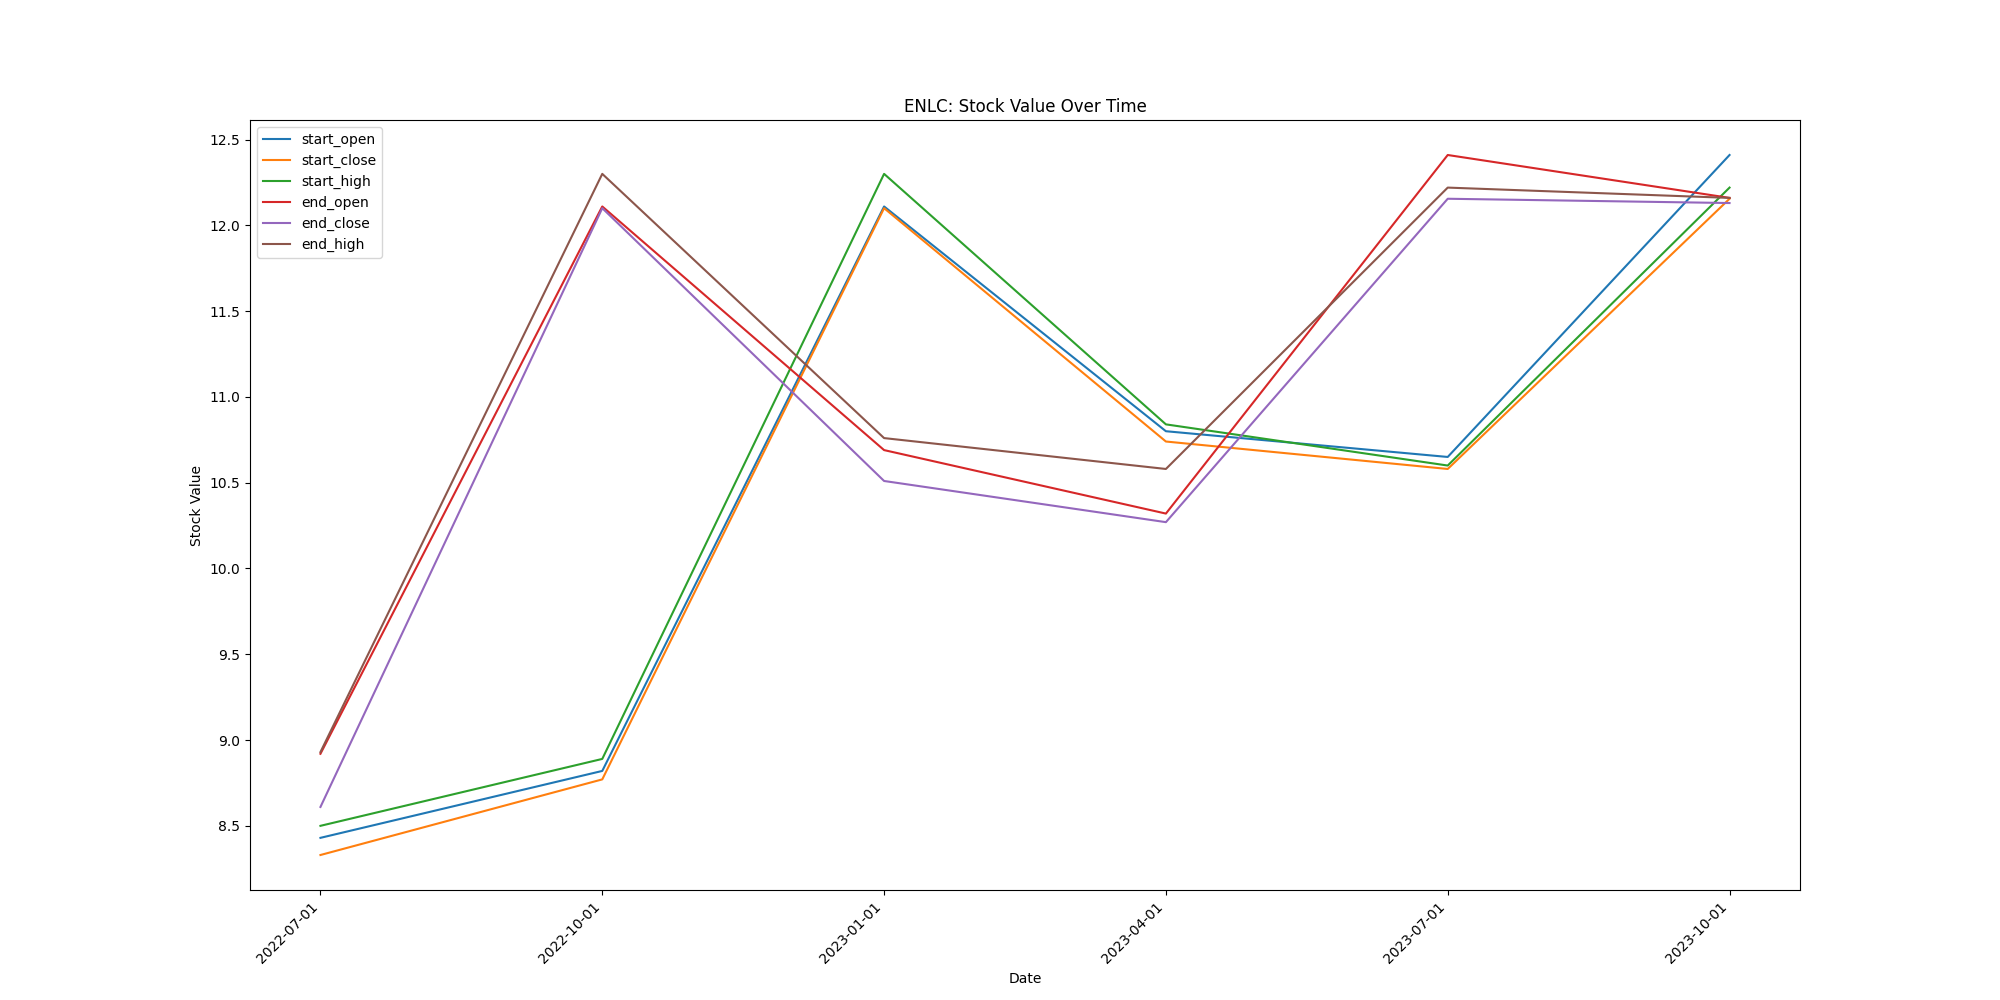 ENLC: Stock Value Over Time
start_open
start_close
start_high
end_open
end_close
end_high
12.5
12.0
11.5
11.0
10.5
10.0
9.5
9.0
8.5
Stock Value
2022-07-01
2022-10-01
2023-01-01
2023-04-01
2023-07-01
2023-10-01
Date